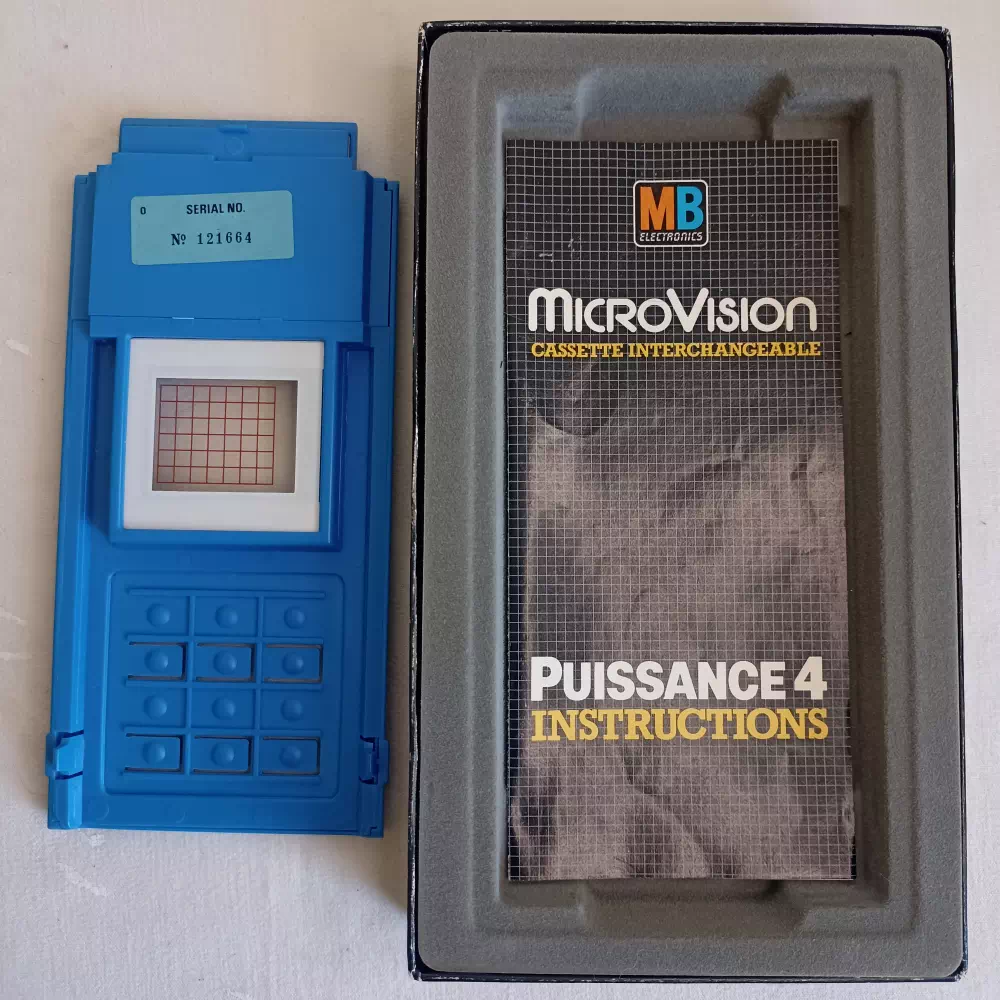 0 SERIAL NO.
Nº 121664
MB
ELECTRONICS
MICROVISION
CASSETTE INTERCHANGEABLE
PUISSANCE 4
INSTRUCTIONS